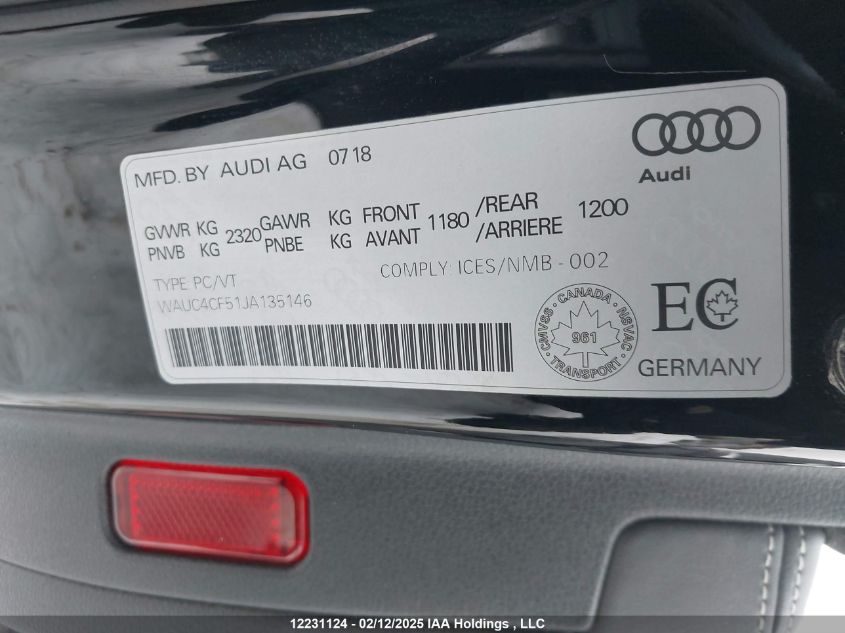 MFD. BY AUDI AG 0718
Audi
GVWR KG 2320 GAWR KG FRONT 1180 /REAR 1200
PNVB KG PNBE KG AVANT /ARRIERE
COMPLY: ICES/NMB - 002
TYPE: PC/VT
WAUC4CF51JA135146
CANADA
CMVSS
961
NSVAC
TRANSPORT
EC
GERMANY
12231124 - 02/12/2025 IAA Holdings , LLC